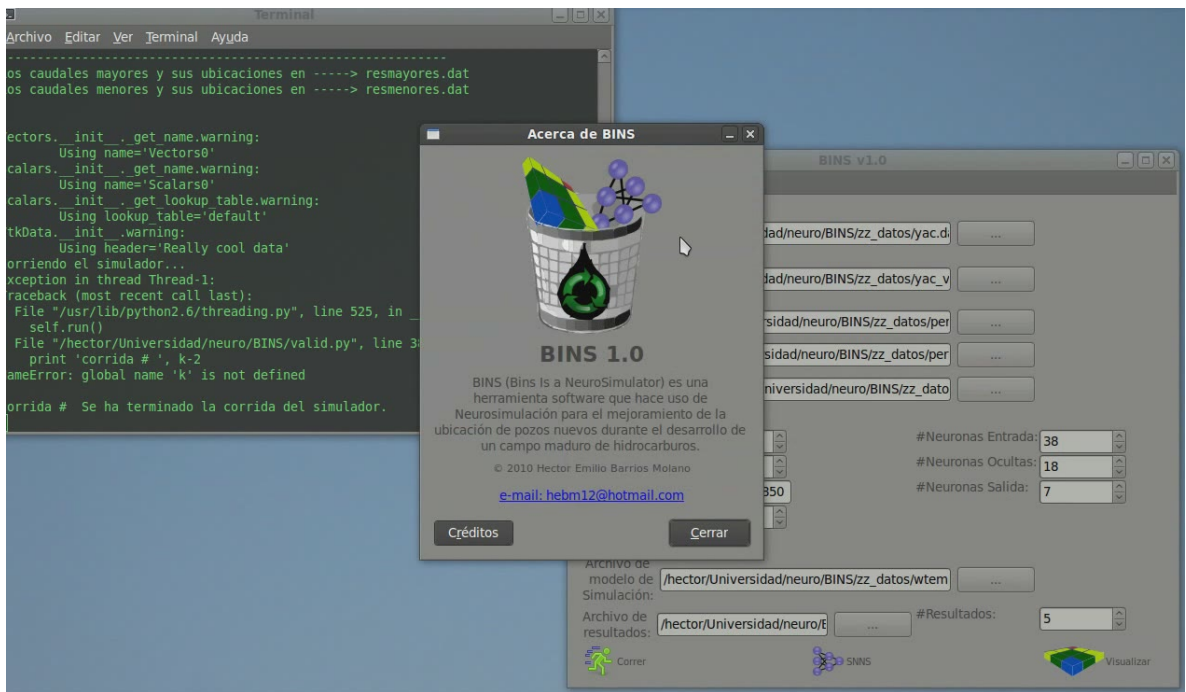 Terminal
Archivo Editar Ver Terminal Ayuda
os caudales mayores y sus ubicaciones en -----> resmayores.dat
os caudales menores y sus ubicaciones en -----> resmenores.dat
ectors.__init__._get_name.warning:
Using name='Vectors0'
calars.__init__._get_name.warning:
Using name='Scalars0'
calars.__init__._get_lookup_table.warning:
Using lookup_table='default'
tkData.__init__.warning:
Using header='Really cool data'
orriendo el simulador...
xception in thread Thread-1:
raceback (most recent call last):
File "/usr/lib/python2.6/threading.py", line 525, in _
self.run()
File "/hector/Universidad/neuro/BINS/valid.py", line 3
print 'corrida # ', k-2
ameError: global name 'k' is not defined
orrida #  Se ha terminado la corrida del simulador.
Acerca de BINS
BINS 1.0
BINS (Bins Is a NeuroSimulator) es una
herramienta software que hace uso de
Neurosimulación para el mejoramiento de la
ubicación de pozos nuevos durante el desarrollo de
un campo maduro de hidrocarburos.
© 2010 Hector Emilio Barrios Molano
e-mail: hebm12@hotmail.com
Créditos
Cerrar
BINS v1.0
dad/neuro/BINS/zz_datos/yac.d
...
dad/neuro/BINS/zz_datos/yac_v
...
rsidad/neuro/BINS/zz_datos/per
...
sidad/neuro/BINS/zz_datos/per
...
niversidad/neuro/BINS/zz_dato
...
#Neuronas Entrada: 38
#Neuronas Ocultas: 18
350
#Neuronas Salida: 7
Archivo de
modelo de
Simulación:
/hector/Universidad/neuro/BINS/zz_datos/wtem
...
Archivo de
resultados:
/hector/Universidad/neuro/
...
#Resultados: 5
Correr
SNNS
Visualizar